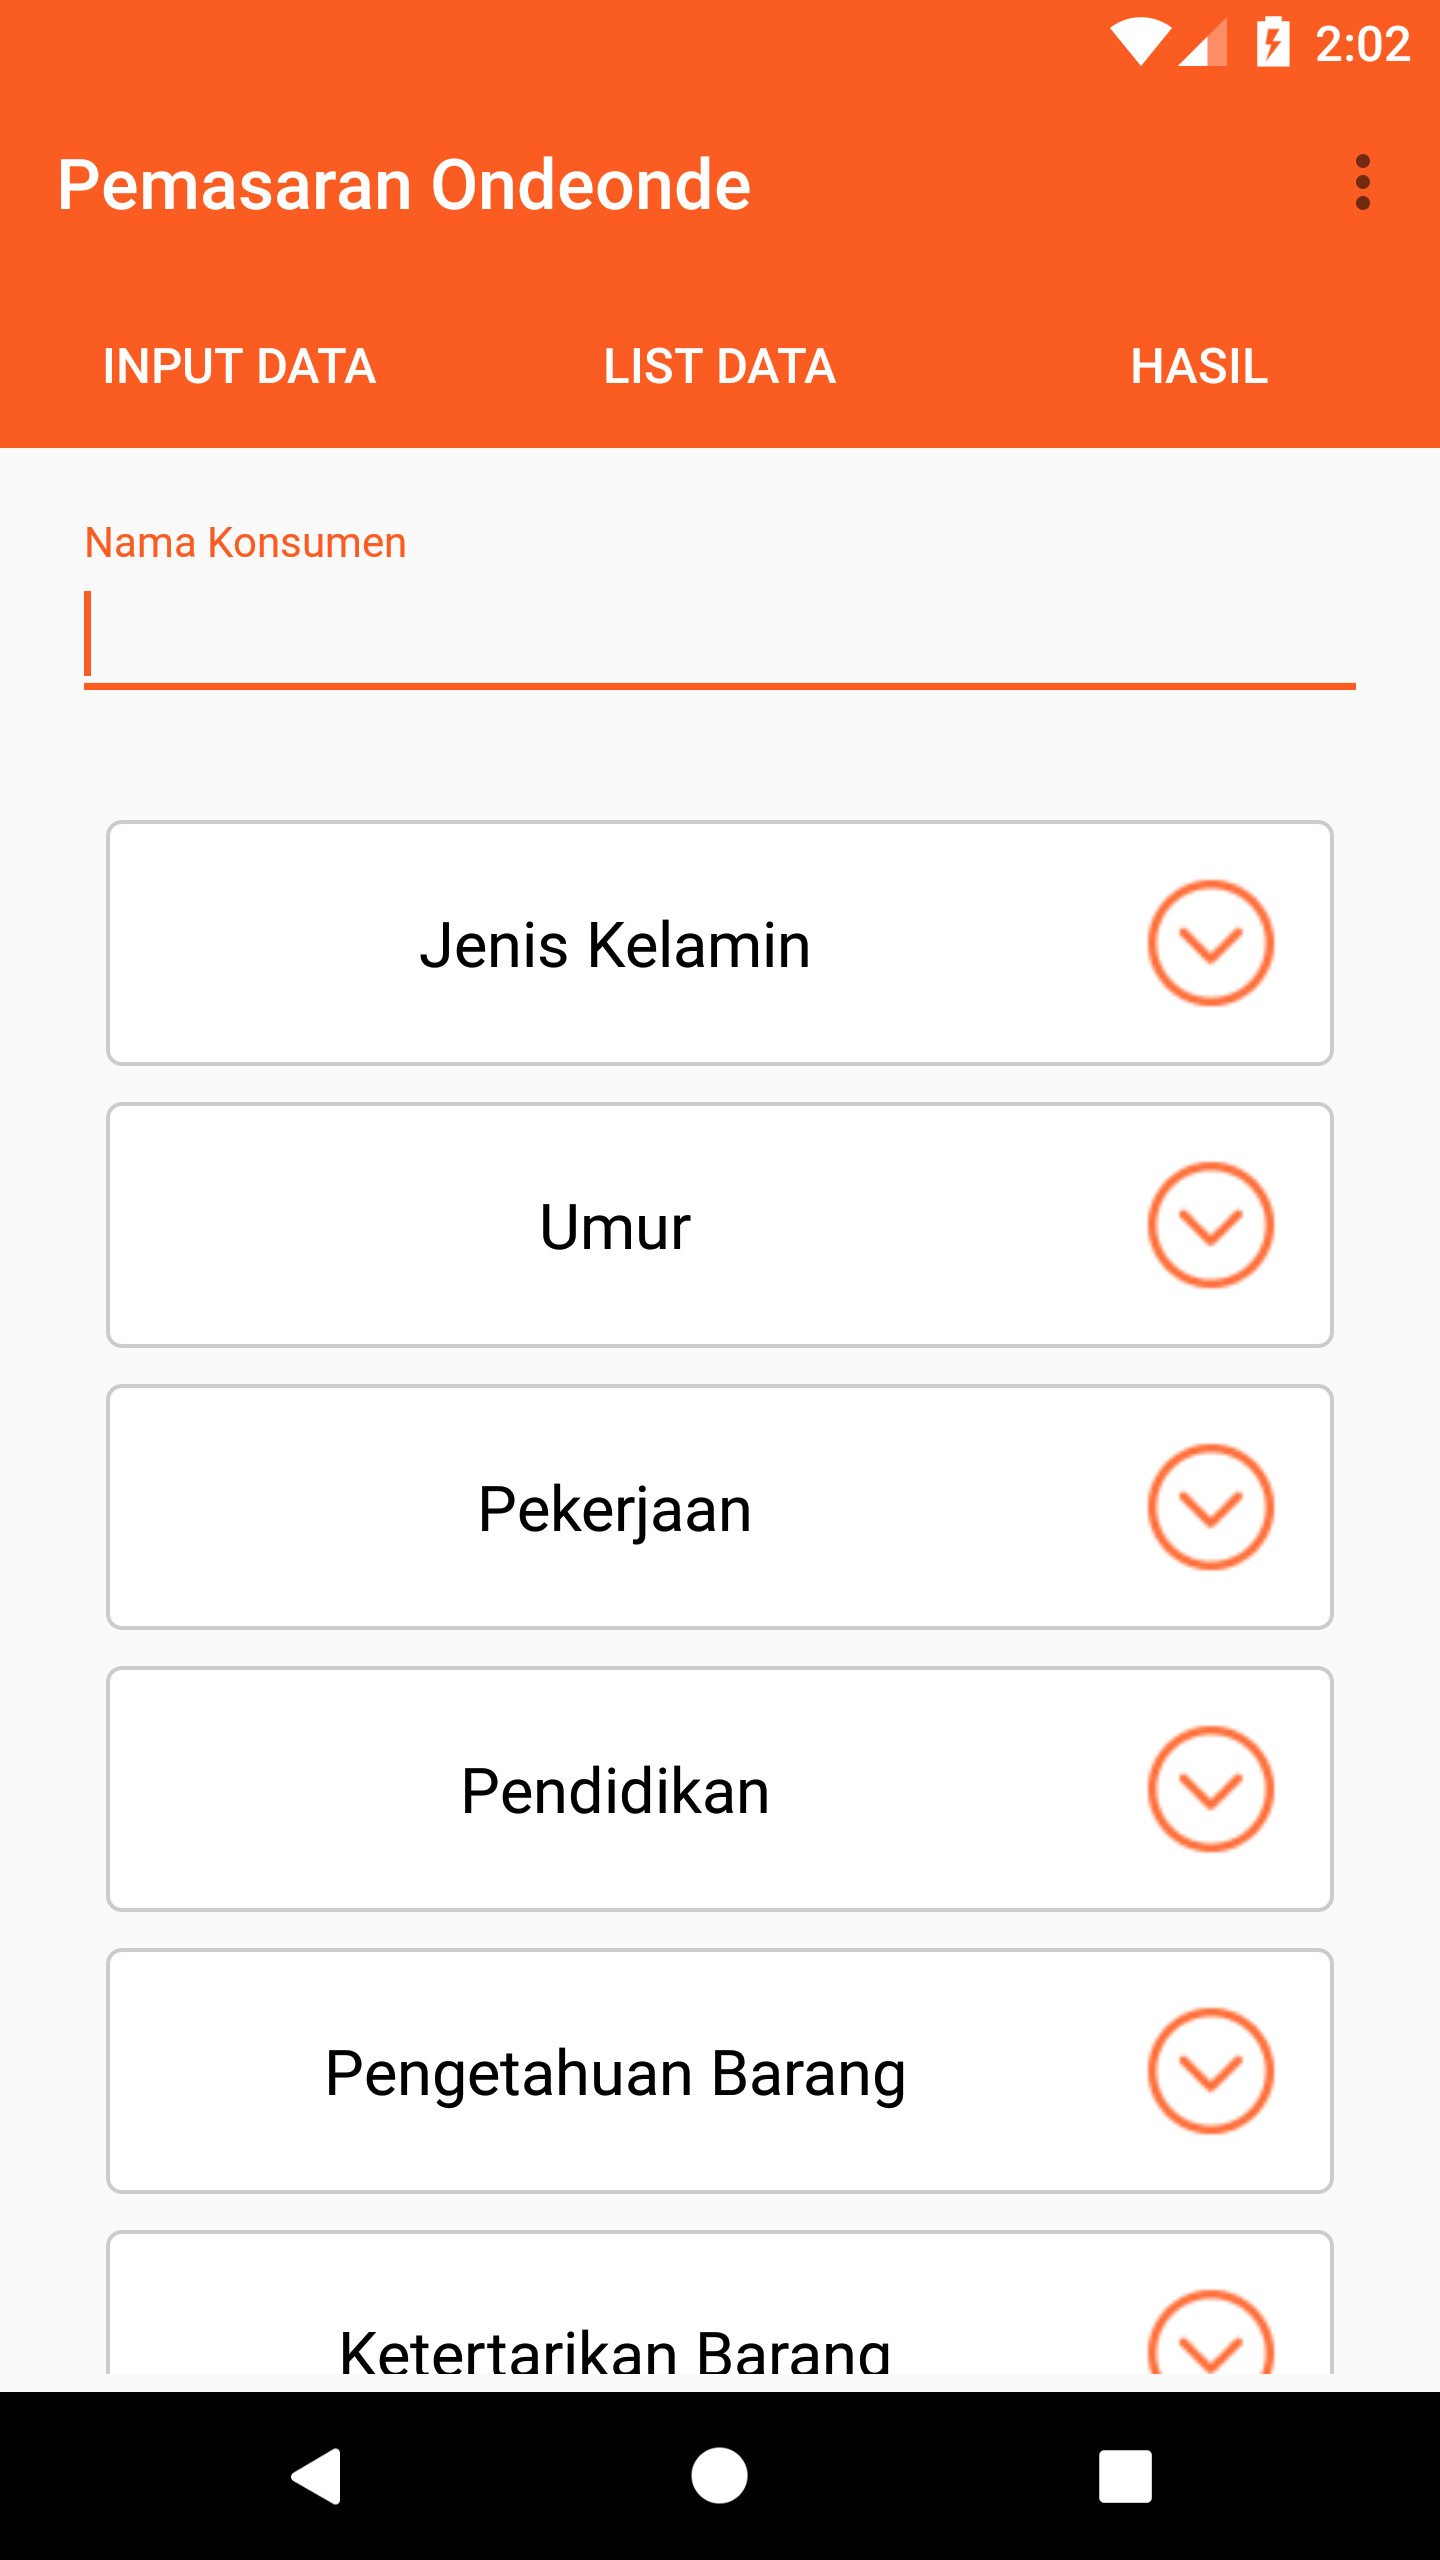 2:02
Pemasaran Ondeonde
INPUT DATA LIST DATA HASIL
Nama Konsumen
Jenis Kelamin
Umur
Pekerjaan
Pendidikan
Pengetahuan Barang
Ketertarikan Barang